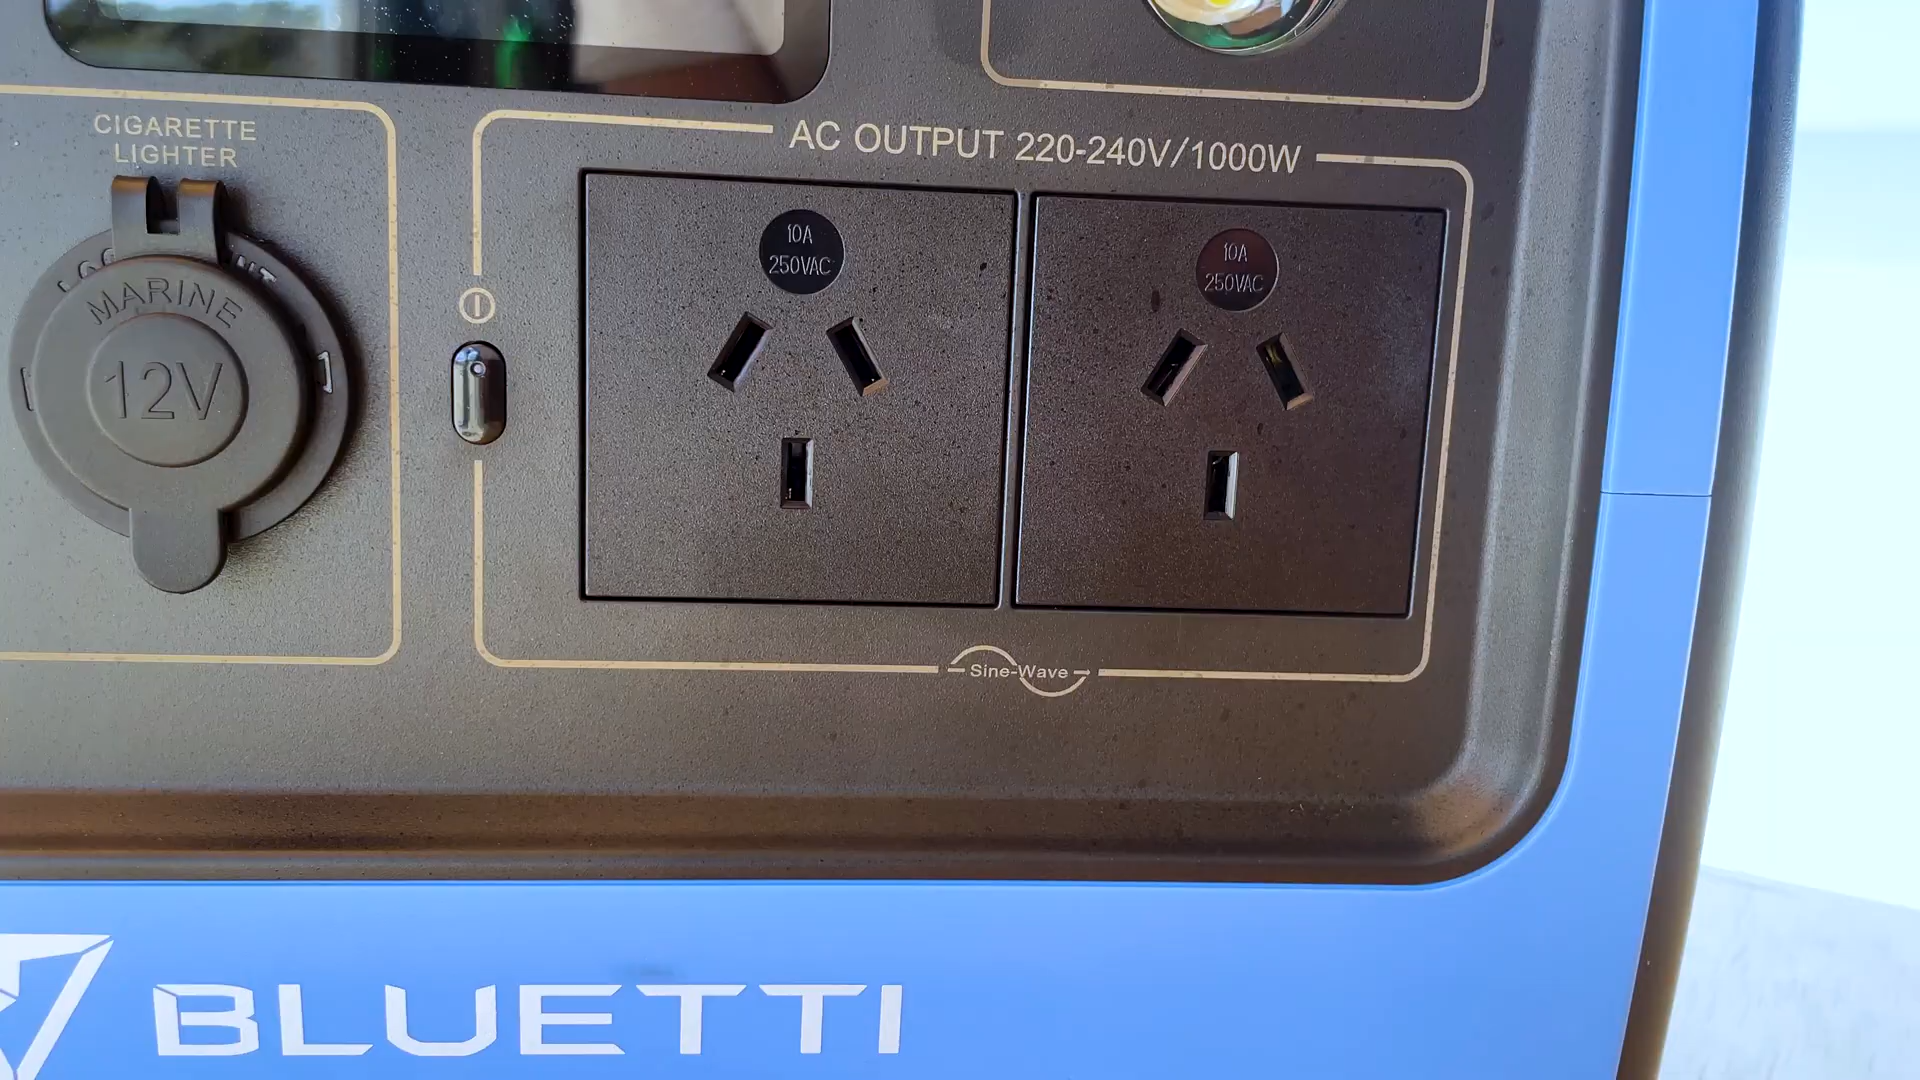 CIGARETTE
LIGHTER
MARINE
12V
AC OUTPUT 220-240V/1000W
10A
250VAC
10A
250VAC
Sine-Wave
BLUETTI